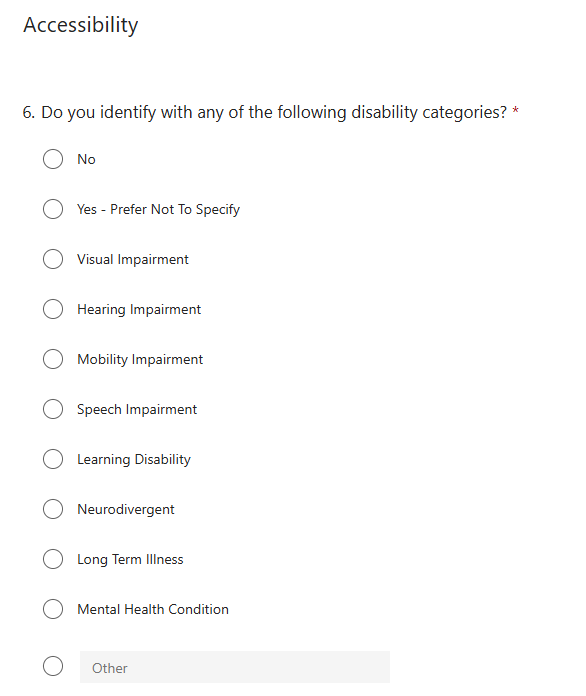 Accessibility
6. Do you identify with any of the following disability categories? *
No
Yes - Prefer Not To Specify
Visual Impairment
Hearing Impairment
Mobility Impairment
Speech Impairment
Learning Disability
Neurodivergent
Long Term Illness
Mental Health Condition
Other